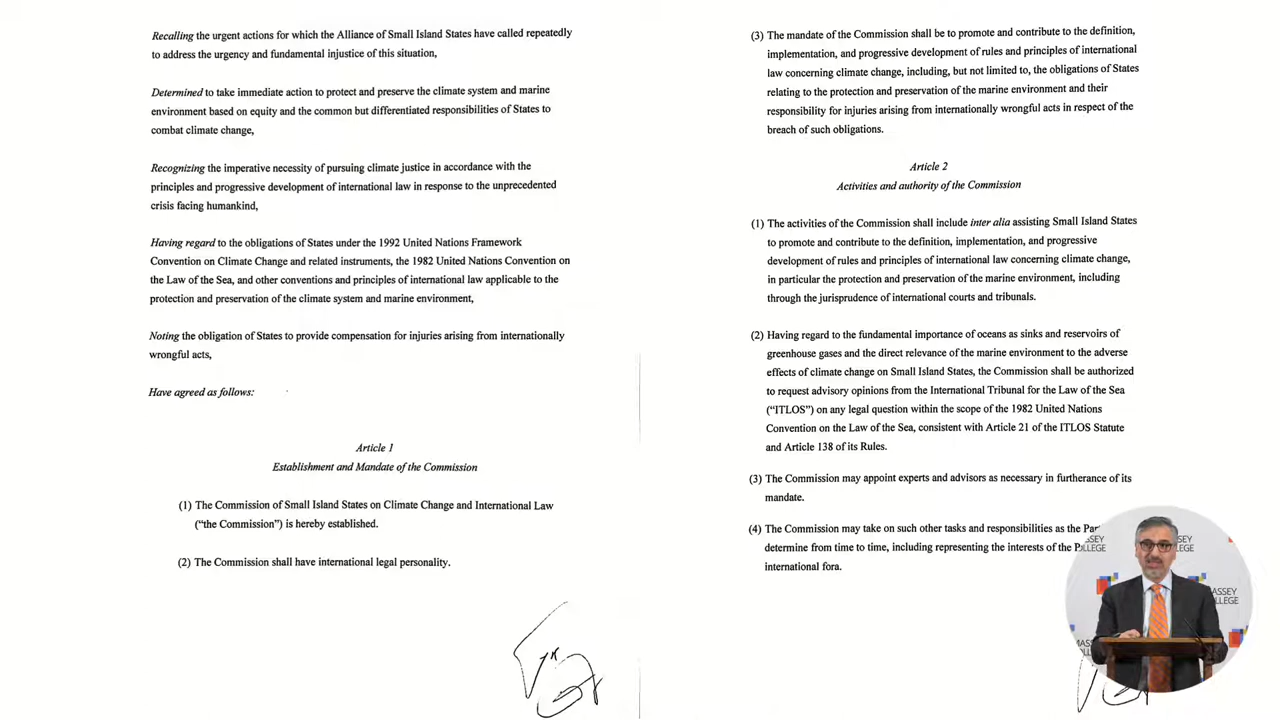 Recalling the urgent actions for which the Alliance of Small Island States have called repeatedly
to address the urgency and fundamental injustice of this situation,
Determined to take immediate action to protect and preserve the climate system and marine
environment based on equity and the common but differentiated responsibilities of States to
combat climate change,
Recognizing the imperative necessity of pursuing climate justice in accordance with the
principles and progressive development of international law in response to the unprecedented
crisis facing humankind,
Having regard to the obligations of States under the 1992 United Nations Framework
Convention on Climate Change and related instruments, the 1982 United Nations Convention on
the Law of the Sea, and other conventions and principles of international law applicable to the
protection and preservation of the climate system and marine environment,
Noting the obligation of States to provide compensation for injuries arising from internationally
wrongful acts,
Have agreed as follows:
Article 1
Establishment and Mandate of the Commission
(1) The Commission of Small Island States on Climate Change and International Law
(“the Commission”) is hereby established.
(2) The Commission shall have international legal personality.
(3) The mandate of the Commission shall be to promote and contribute to the definition,
implementation, and progressive development of rules and principles of international
law concerning climate change, including, but not limited to, the obligations of States
relating to the protection and preservation of the marine environment and their
responsibility for injuries arising from internationally wrongful acts in respect of the
breach of such obligations.
Article 2
Activities and authority of the Commission
(1) The activities of the Commission shall include inter alia assisting Small Island States
to promote and contribute to the definition, implementation, and progressive
development of rules and principles of international law concerning climate change,
in particular the protection and preservation of the marine environment, including
through the jurisprudence of international courts and tribunals.
(2) Having regard to the fundamental importance of oceans as sinks and reservoirs of
greenhouse gases and the direct relevance of the marine environment to the adverse
effects of climate change on Small Island States, the Commission shall be authorized
to request advisory opinions from the International Tribunal for the Law of the Sea
(“ITLOS”) on any legal question within the scope of the 1982 United Nations
Convention on the Law of the Sea, consistent with Article 21 of the ITLOS Statute
and Article 138 of its Rules.
(3) The Commission may appoint experts and advisors as necessary in furtherance of its
mandate.
(4) The Commission may take on such other tasks and responsibilities as the
determine from time to time, including representing the interests of the
international fora.
MASSEY
COLLEGE